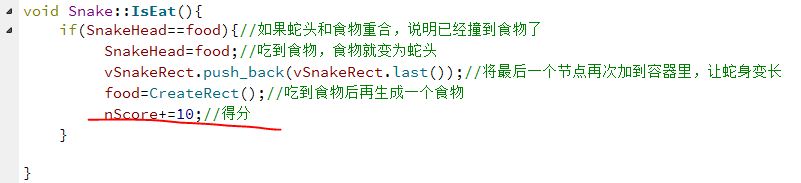 void Snake::IsEat(){
if(SnakeHead==food){//如果蛇头和食物重合，说明已经撞到食物了
SnakeHead=food;//吃到食物，食物就变为蛇头
vSnakeRect.push_back(vSnakeRect.last());//将最后一个节点再次加到容器里，让蛇身变长
food=CreateRect();//吃到食物后再生成一个食物
nScore+=10;//得分
}
}